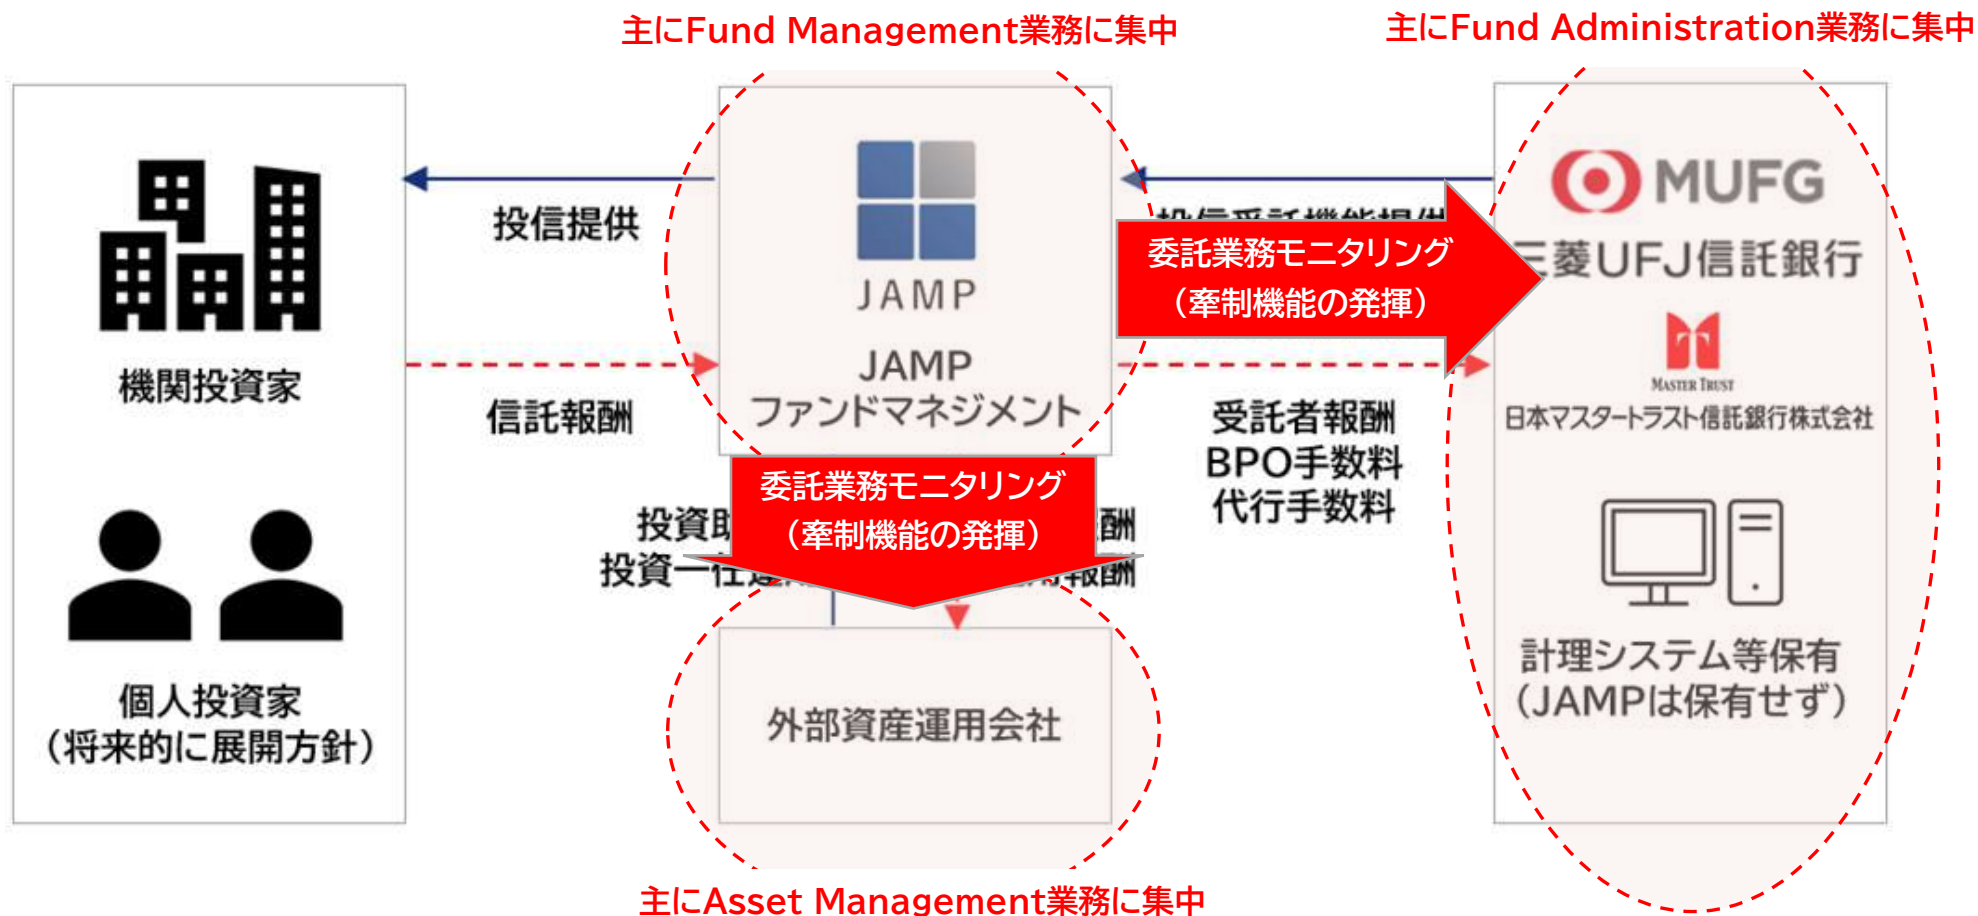 主にFund Management業務に集中
主にFund Administration業務に集中
機関投資家
個人投資家
（将来的に展開方針）
投信提供
信託報酬
JAMP
JAMP
ファンドマネジメント
委託業務モニタリング
（牽制機能の発揮）
受託者報酬
BPO手数料
代行手数料
委託業務モニタリング
（牽制機能の発揮）
投資
報酬
投資一任
報酬
外部資産運用会社
主にAsset Management業務に集中
MUFG
三菱UFJ信託銀行
MASTER TRUST
日本マスタートラスト信託銀行株式会社
計理システム等保有
（JAMPは保有せず）